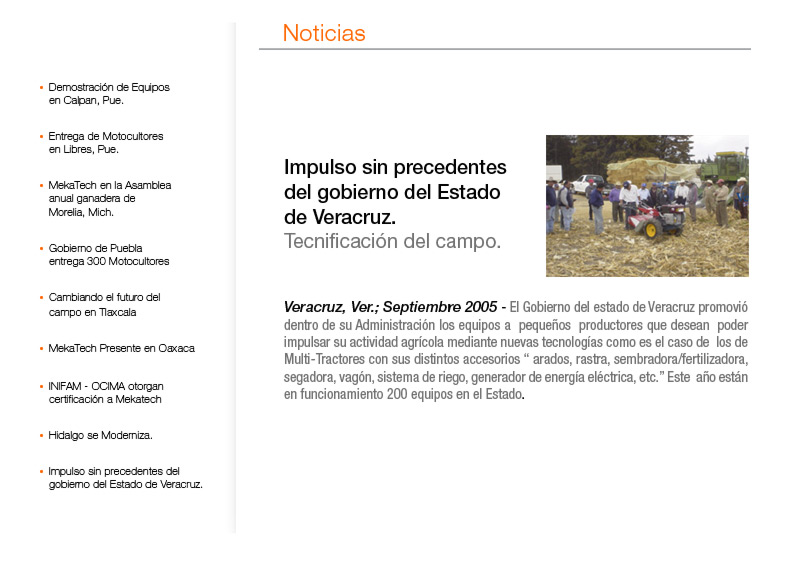 Noticias
• Demostración de Equipos
en Calpan, Pue.
• Entrega de Motocultores
en Libres, Pue.
• MekaTech en la Asamblea
anual ganadera de
Morelia, Mich.
• Gobierno de Puebla
entrega 300 Motocultores
• Cambiando el futuro del
campo en Tlaxcala
• MekaTech Presente en Oaxaca
• INIFAM - OCIMA otorgan
certificación a Mekatech
• Hidalgo se Moderniza.
• Impulso sin precedentes del
gobierno del Estado de Veracruz.
Impulso sin precedentes
del gobierno del Estado
de Veracruz.
Tecnificación del campo.
Veracruz, Ver.; Septiembre 2005 - El Gobierno del estado de Veracruz promovió
dentro de su Administración los equipos a pequeños productores que desean poder
impulsar su actividad agrícola mediante nuevas tecnologías como es el caso de los de
Multi-Tractores con sus distintos accesorios “ arados, rastra, sembradora/fertilizadora,
segadora, vagón, sistema de riego, generador de energía eléctrica, etc.” Este año están
en funcionamiento 200 equipos en el Estado.